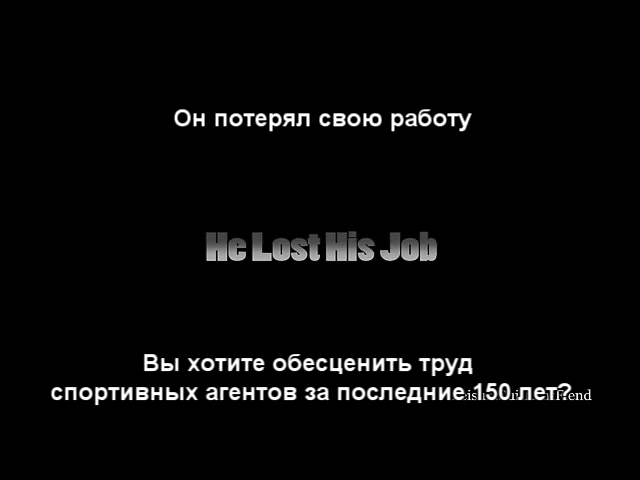 Он потерял свою работу
He Lost His Job
Вы хотите обесценить труд
спортивных агентов за последние 150 лет?